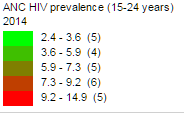 ANC HIV prevalence (15-24 years)
2014
2.4 - 3.6 (5)
3.6 - 5.9 (4)
5.9 - 7.3 (5)
7.3 - 9.2 (6)
9.2 - 14.9 (5)